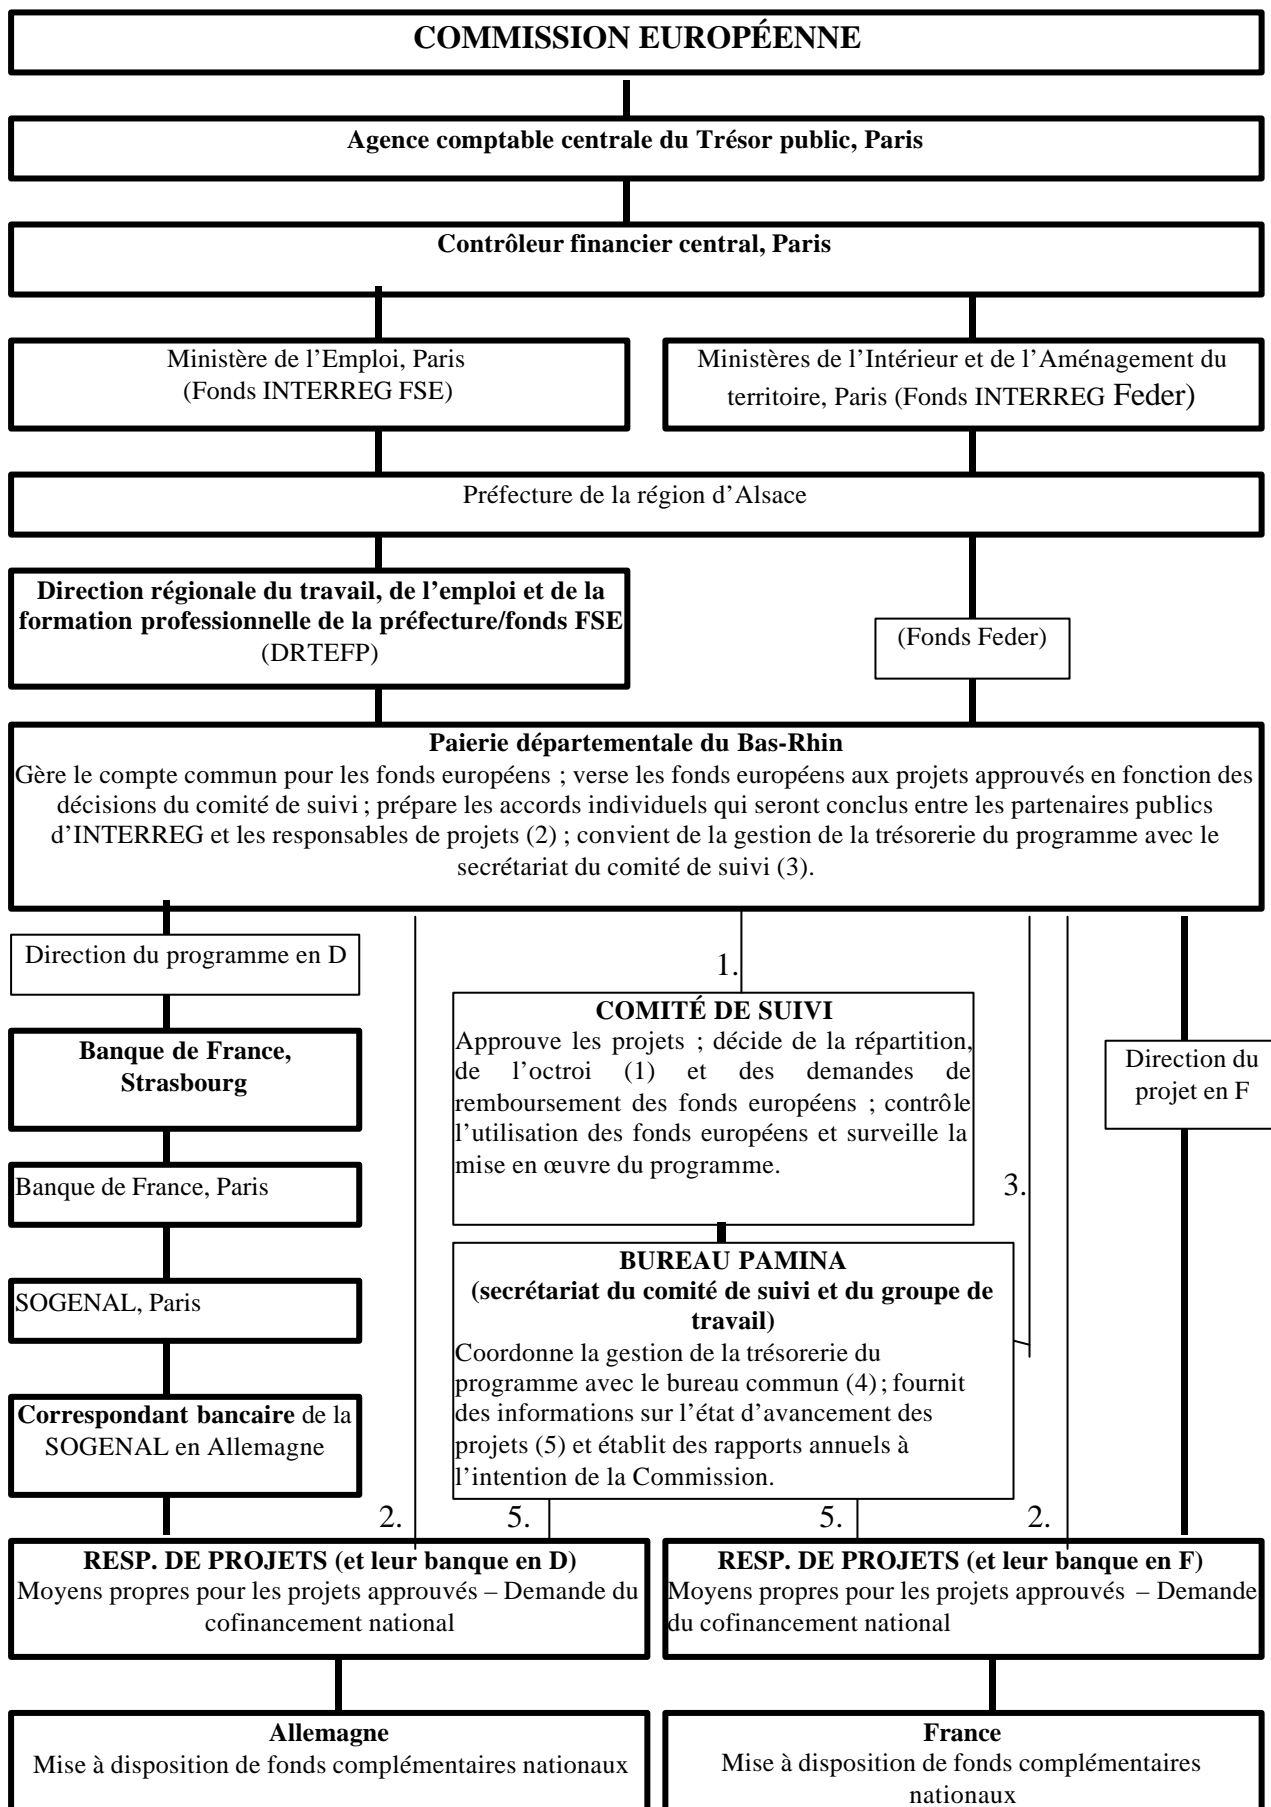 COMMISSION EUROPÉENNE
Agence comptable centrale du Trésor public, Paris
Contrôleur financier central, Paris
Ministère de l’Emploi, Paris
(Fonds INTERREG FSE)
Ministères de l’Intérieur et de l’Aménagement du
territoire, Paris (Fonds INTERREG Feder)
Préfecture de la région d’Alsace
Direction régionale du travail, de l’emploi et de la
formation professionnelle de la préfecture/fonds FSE
(DRTEFP)
(Fonds Feder)
Paierie départementale du Bas-Rhin
Gère le compte commun pour les fonds européens ; verse les fonds européens aux projets approuvés en fonction des
décisions du comité de suivi ; prépare les accords individuels qui seront conclus entre les partenaires publics
d’INTERREG et les responsables de projets (2) ; convient de la gestion de la trésorerie du programme avec le
secrétariat du comité de suivi (3).
Direction du programme en D
Banque de France,
Strasbourg
Banque de France, Paris
SOGENAL, Paris
Correspondant bancaire de la
SOGENAL en Allemagne
1.
COMITÉ DE SUIVI
Approuve les projets ; décide de la répartition,
de l’octroi (1) et des demandes de
remboursement des fonds européens ; contrôle
l’utilisation des fonds européens et surveille la
mise en œuvre du programme.
3.
Direction du
projet en F
BUREAU PAMINA
(secrétariat du comité de suivi et du groupe de
travail)
Coordonne la gestion de la trésorerie du
programme avec le bureau commun (4) ; fournit
des informations sur l’état d’avancement des
projets (5) et établit des rapports annuels à
l’intention de la Commission.
2.
5.
5.
2.
RESP. DE PROJETS (et leur banque en D)
Moyens propres pour les projets approuvés – Demande du
cofinancement national
RESP. DE PROJETS (et leur banque en F)
Moyens propres pour les projets approuvés – Demande
du cofinancement national
Allemagne
Mise à disposition de fonds complémentaires nationaux
France
Mise à disposition de fonds complémentaires
nationaux